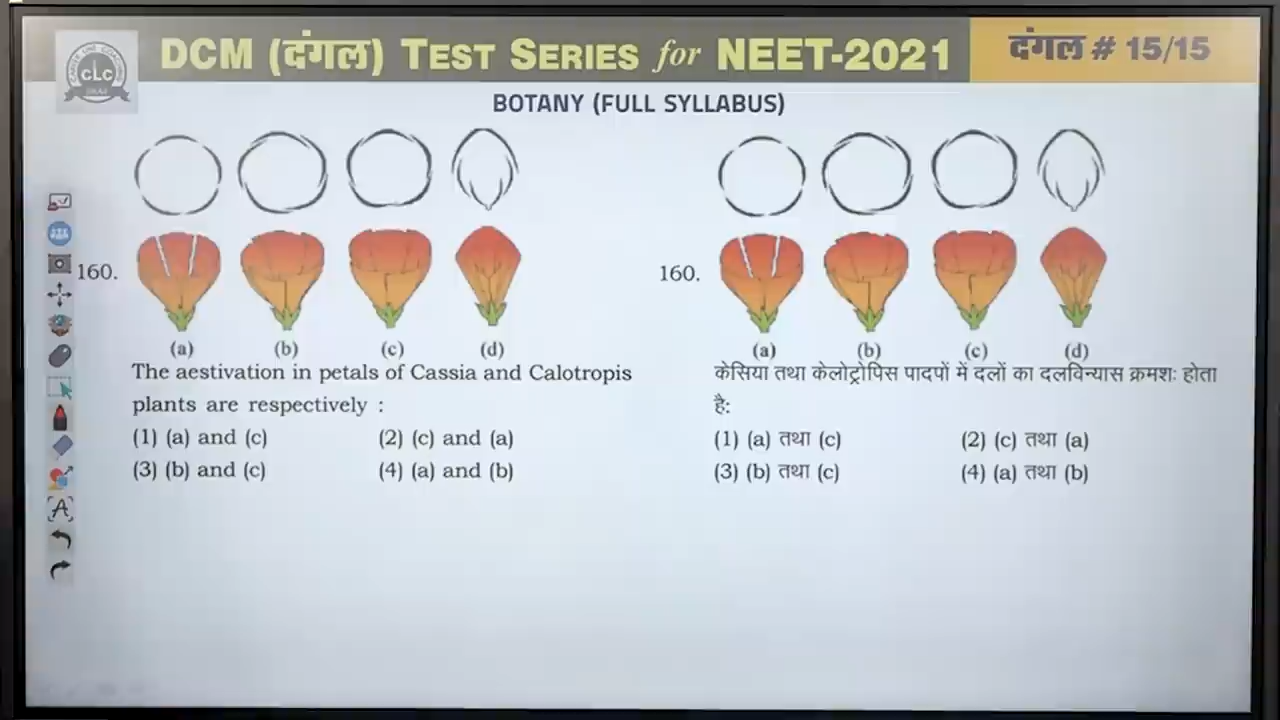 DCM (दंगल) TEST SERIES for NEET-2021
दंगल # 15/15
CLC
BOTANY (FULL SYLLABUS)
160.
(a) (b) (c) (d)
The aestivation in petals of Cassia and Calotropis
plants are respectively :
(1) (a) and (c) (2) (c) and (a)
(3) (b) and (c) (4) (a) and (b)
160.
(a) (b) (c) (d)
केसिया तथा केलोट्रोपिस पादपों में दलों का दलविन्यास क्रमशः होता
है:
(1) (a) तथा (c) (2) (c) तथा (a)
(3) (b) तथा (c) (4) (a) तथा (b)